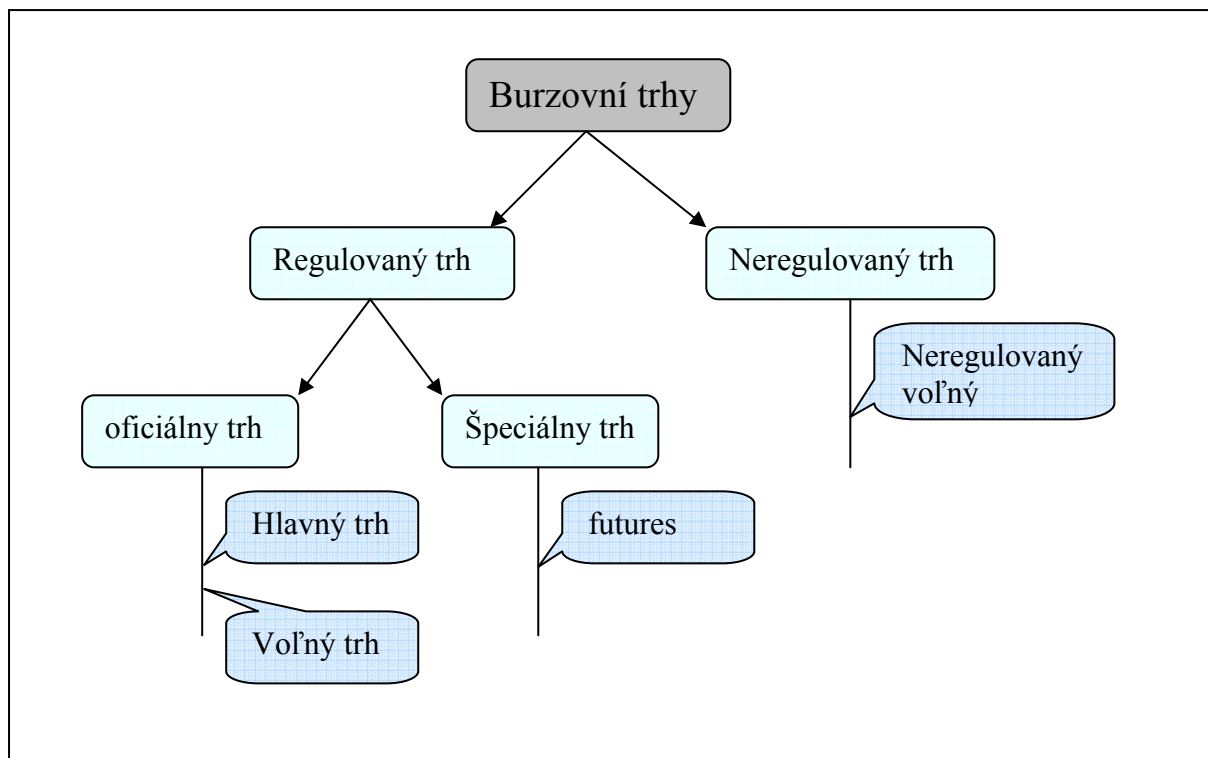 Burzovní trhy
Regulovaný trh
Neregulovaný trh
Neregulovaný
voľný
oficiálny trh
Špeciálny trh
Hlavný trh
futures
Voľný trh